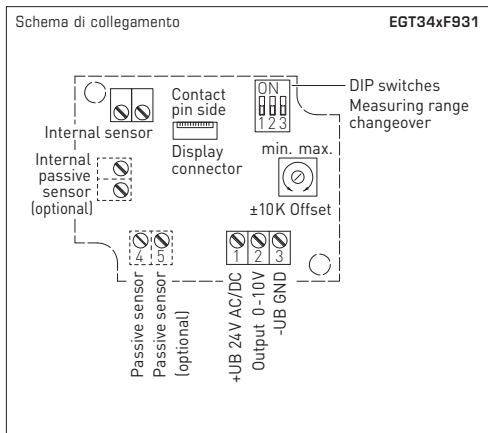 Schema di collegamento
EGT34xF931
ON
1 2 3
DIP switches
Measuring range
changeover
Contact
pin side
Display
connector
Internal sensor
Internal
passive
sensor
(optional)
min. max.
±10K Offset
4 5
1 2 3
Passive sensor
Passive sensor
(optional)
+UB 24V AC/DC
Output 0-10V
-UB GND